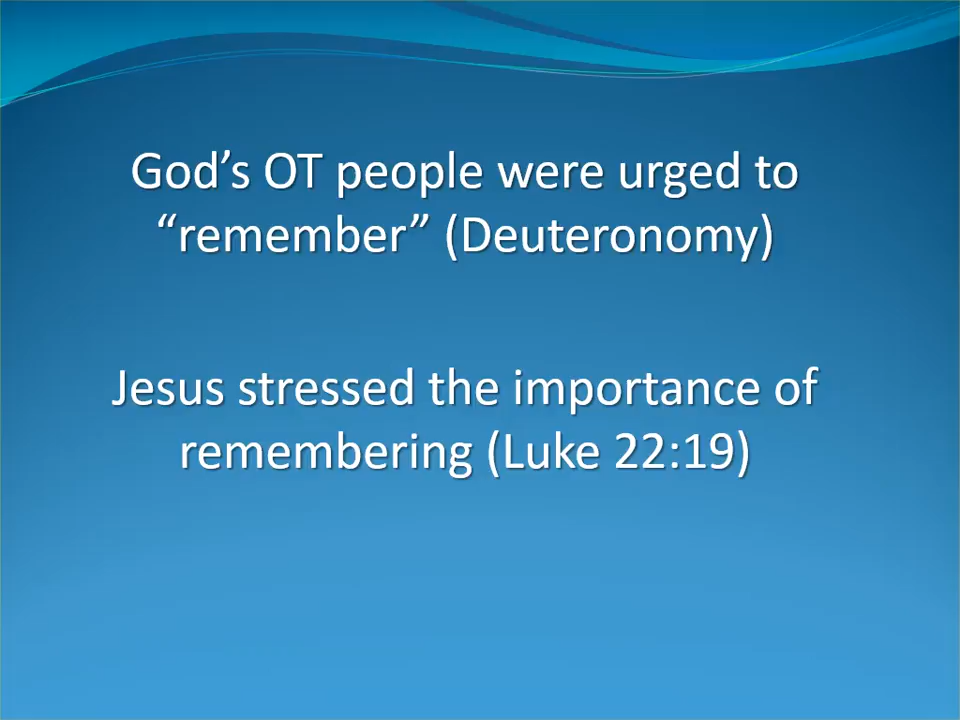 God’s OT people were urged to
“remember” (Deuteronomy)
Jesus stressed the importance of
remembering (Luke 22:19)